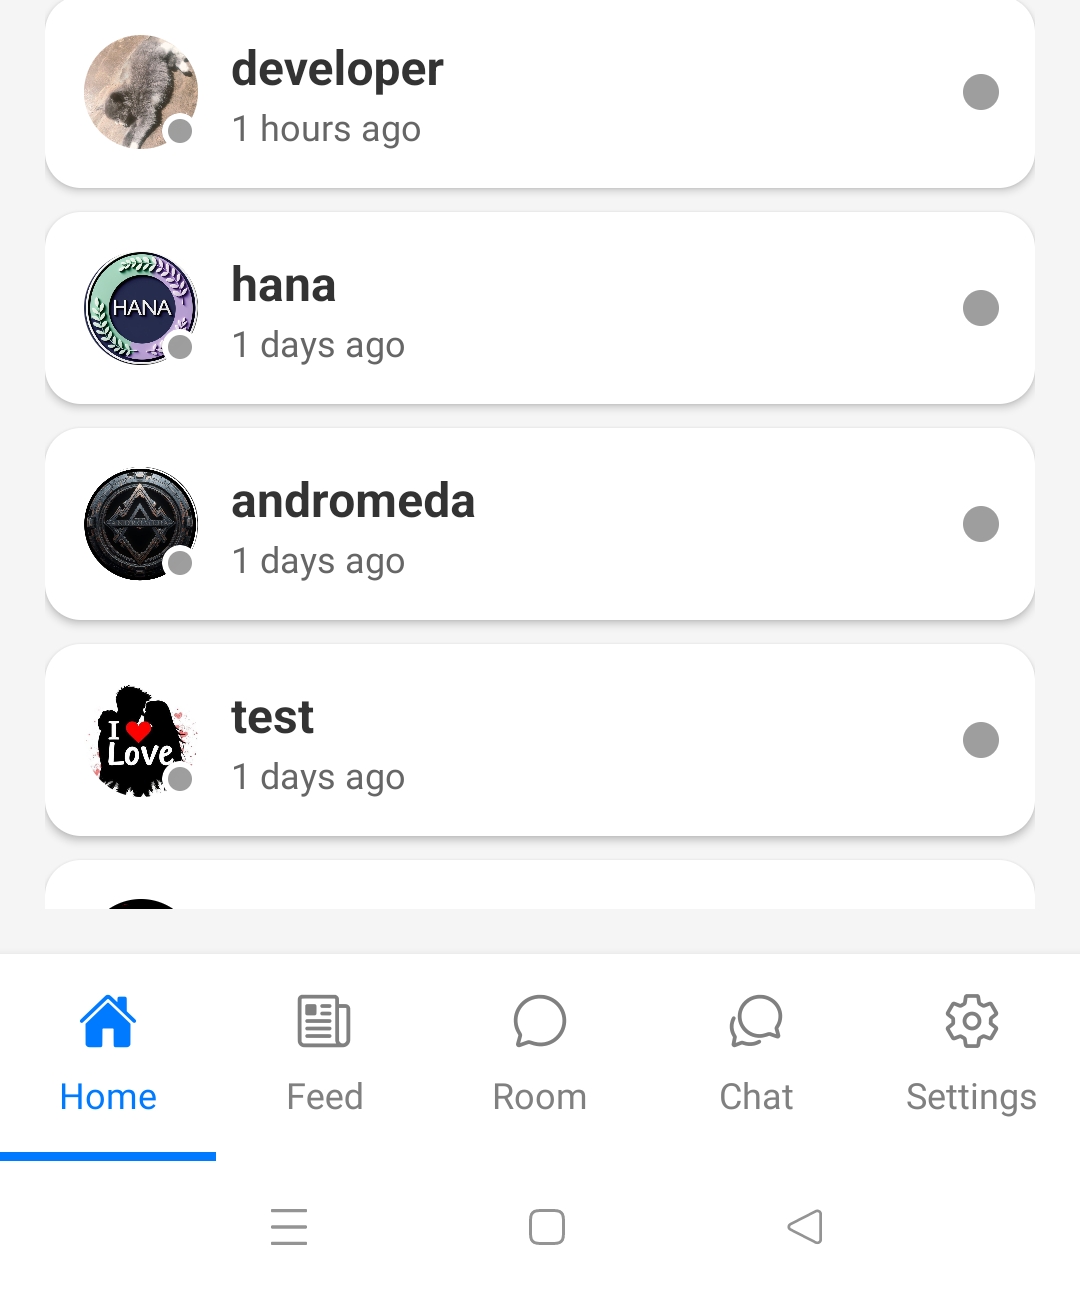 developer
1 hours ago
HANA
hana
1 days ago
andromeda
1 days ago
I
Love
test
1 days ago
Home
Feed
Room
Chat
Settings